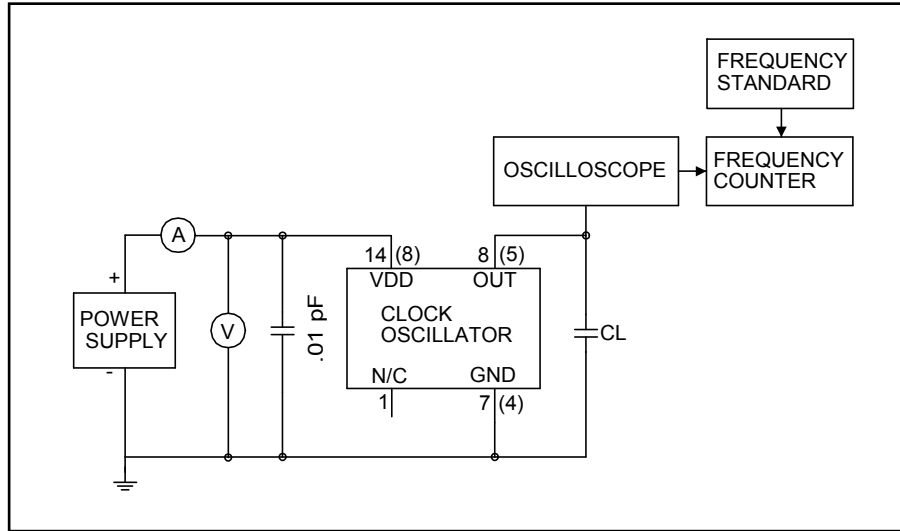 FREQUENCY
STANDARD
OSCILLOSCOPE
FREQUENCY
COUNTER
A
14 (8)
8 (5)
+
VDD
OUT
POWER
SUPPLY
V
.01 pF
CLOCK
OSCILLATOR
CL
-
N/C
GND
1
7 (4)